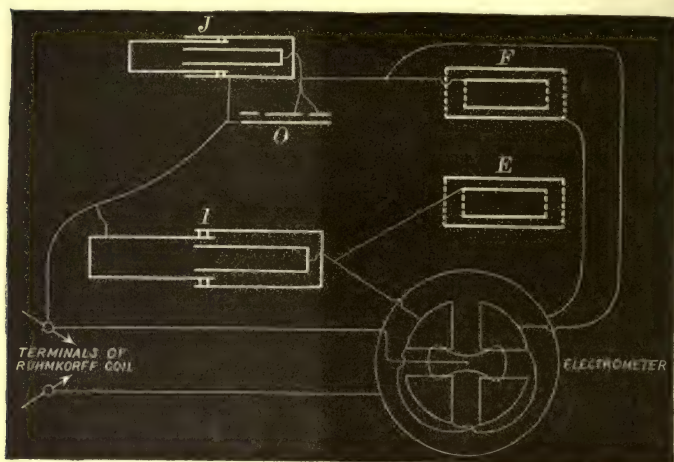 J
F
O
E
I
TERMINALS OF
RUHMKORFF COIL
ELECTROMETER